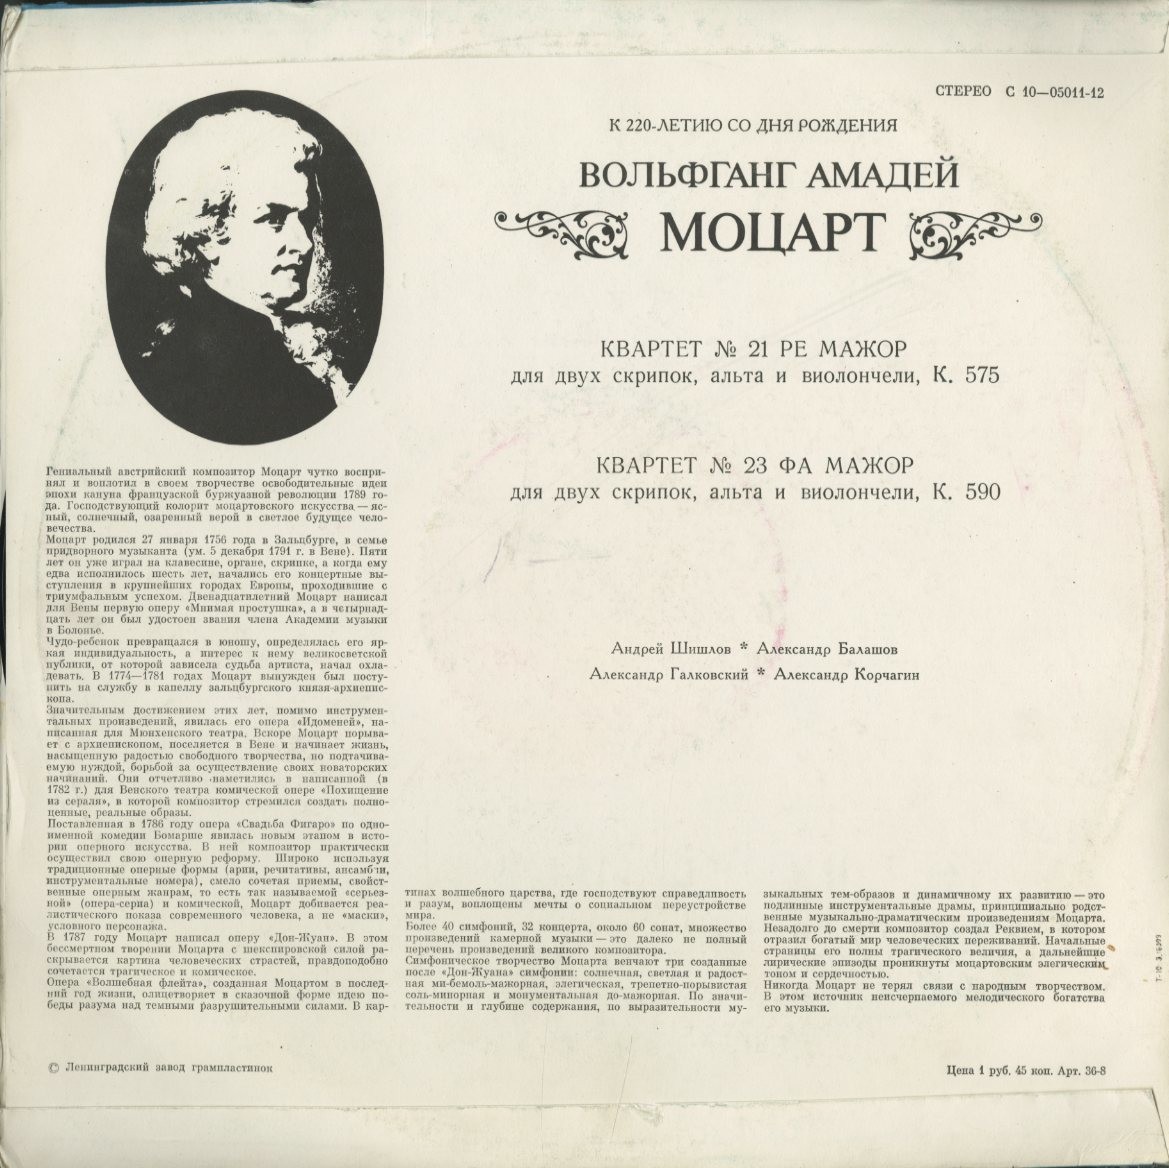 СТЕРЕО С 10—05011-12
К 220-ЛЕТИЮ СО ДНЯ РОЖДЕНИЯ
ВОЛЬФГАНГ АМАДЕЙ
МОЦАРТ
КВАРТЕТ № 21 РЕ МАЖОР
для двух скрипок, альта и виолончели, К. 575
КВАРТЕТ № 23 ФА МАЖОР
для двух скрипок, альта и виолончели, К. 590
Андрей Шишлов * Александр Балашов
Александр Галковский * Александр Корчагин
Гениальный австрийский композитор Моцарт чутко воспри-
нял и воплотил в своем творчестве освободительные идеи
эпохи кануна французской буржуазной революции 1789 го-
да. Господствующий колорит моцартовского искусства — яс-
ный, солнечный, озаренный верой в светлое будущее чело-
вечества.
Моцарт родился 27 января 1756 года в Зальцбурге, в семье
придворного музыканта (ум. 5 декабря 1791 г. в Вене). Пяти
лет он уже играл на клавесине, органе, скрипке, а когда ему
едва исполнилось шесть лет, начались его концертные вы-
ступления в крупнейших городах Европы, проходившие с
триумфальным успехом. Двенадцатилетний Моцарт написал
для Вены первую оперу «Мнимая простушка», а в четырнад-
цать лет он был удостоен звания члена Академии музыки
в Болонье.
Чудо-ребенок превращался в юношу, определялась его яр-
кая индивидуальность, а интерес к нему великосветской
публики, от которой зависела судьба артиста, начал охла-
девать. В 1774—1781 годах Моцарт вынужден был посту-
пить на службу в капеллу зальцбургского князя-архиепис-
копа.
Значительным достижением этих лет, помимо инструмен-
тальных произведений, явилась его опера «Идоменей», на-
писанная для Мюнхенского театра. Вскоре Моцарт порыва-
ет с архиепископом, поселяется в Вене и начинает жизнь,
насыщенную радостью свободного творчества, но подтачива-
емую нуждой, борьбой за осуществление своих новаторских
начинаний. Они отчетливо наметились в написанной (в
1782 г.) для Венского театра комической опере «Похищение
из сераля», в которой композитор стремился создать полно-
ценные, реальные образы.
Поставленная в 1786 году опера «Свадьба Фигаро» по одно-
именной комедии Бомарше явилась новым этапом в исто-
рии оперного искусства. В ней композитор практически
осуществил свою оперную реформу. Широко используя
традиционные оперные формы (арии, речитативы, ансамбли,
инструментальные номера), смело сочетая приемы, свойст-
венные оперным жанрам, то есть так называемой «серьез-
ной» (опера-сериа) и комической, Моцарт добивается реа-
листического показа современного человека, а не «маски»,
условного персонажа.
В 1787 году Моцарт написал оперу «Дон-Жуан». В этом
бессмертном творении Моцарта с шекспировской силой рас-
крывается картина человеческих страстей, правдоподобно
сочетается трагическое и комическое.
Опера «Волшебная флейта», созданная Моцартом в послед-
ний год жизни, олицетворяет в сказочной форме идею по-
беды разума над темными разрушительными силами. В кар-
тинах волшебного царства, где господствуют справедливость
и разум, воплощены мечты о социальном переустройстве
мира.
Более 40 симфоний, 32 концерта, около 60 сонат, множество
произведений камерной музыки — это далеко не полный
перечень произведений великого композитора.
Симфоническое творчество Моцарта венчают три созданные
после «Дон-Жуана» симфонии: солнечная, светлая и радост-
ная ми-бемоль-мажорная, элегическая, трепетно-порывистая
соль-минорная и монументальная до-мажорная. По значи-
тельности и глубине содержания, по выразительности му-
зыкальных тем-образов и динамичному их развитию — это
подлинные инструментальные драмы, принципиально родст-
венные музыкально-драматическим произведениям Моцарта.
Незадолго до смерти композитор создал Реквием, в котором
отразил богатый мир человеческих переживаний. Начальные
страницы его полны трагического величия, а дальнейшие
лирические эпизоды проникнуты моцартовским элегическим
тоном и сердечностью.
Никогда Моцарт не терял связи с народным творчеством.
В этом источник неисчерпаемого мелодического богатства
его музыки.
© Ленинградский завод грампластинок
Цена 1 руб. 45 коп. Арт. 36-8